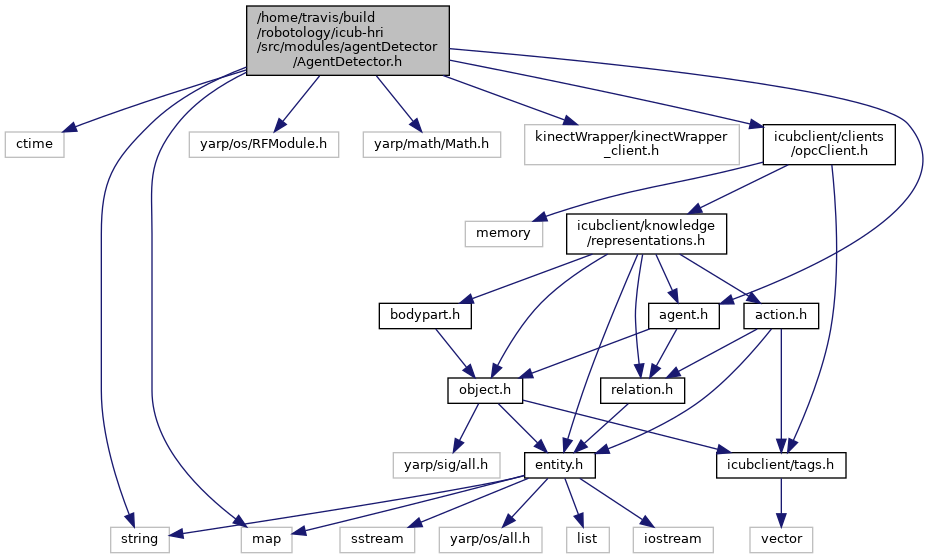 /home/travis/build
/robotology/icub-hri
/src/modules/agentDetector
/AgentDetector.h
ctime
yarp/os/RFModule.h
yarp/math/Math.h
kinectWrapper/kinectWrapper
_client.h
icubclient/clients
/opcClient.h
memory
icubclient/knowledge
/representations.h
bodypart.h
agent.h
action.h
object.h
relation.h
yarp/sig/all.h
entity.h
icubclient/tags.h
string
map
sstream
yarp/os/all.h
list
iostream
vector